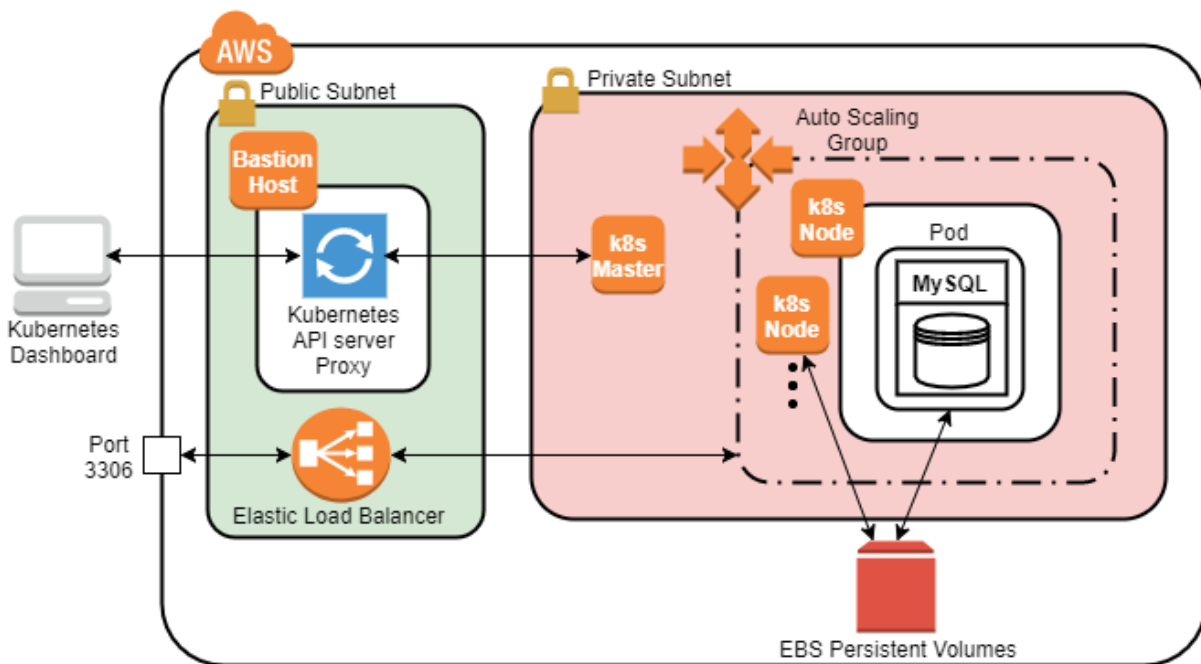 AWS
Public Subnet
Private Subnet
Bastion
Host
Auto Scaling
Group
k8s
Node
Pod
k8s
Master
MySQL
k8s
Node
Kubernetes
API server
Proxy
Kubernetes
Dashboard
Port
3306
Elastic Load Balancer
EBS Persistent Volumes